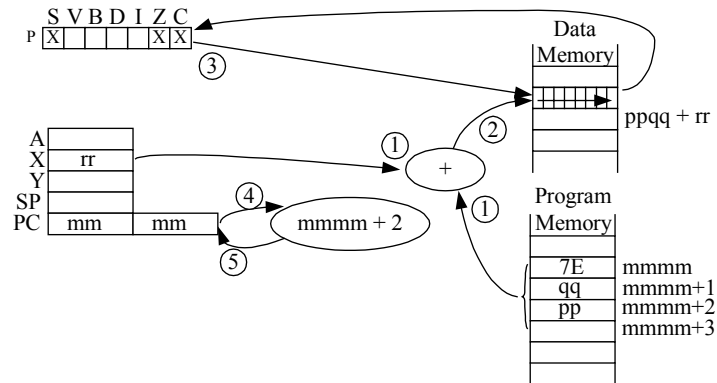 S V B D I Z C
P X X X
3
Data
Memory
ppqq + rr
2
1
+
A
X rr
Y
SP
PC mm mm
4
mmmm + 2
5
1
Program
Memory
7E mmmm
qq mmmm+1
pp mmmm+2
mmmm+3